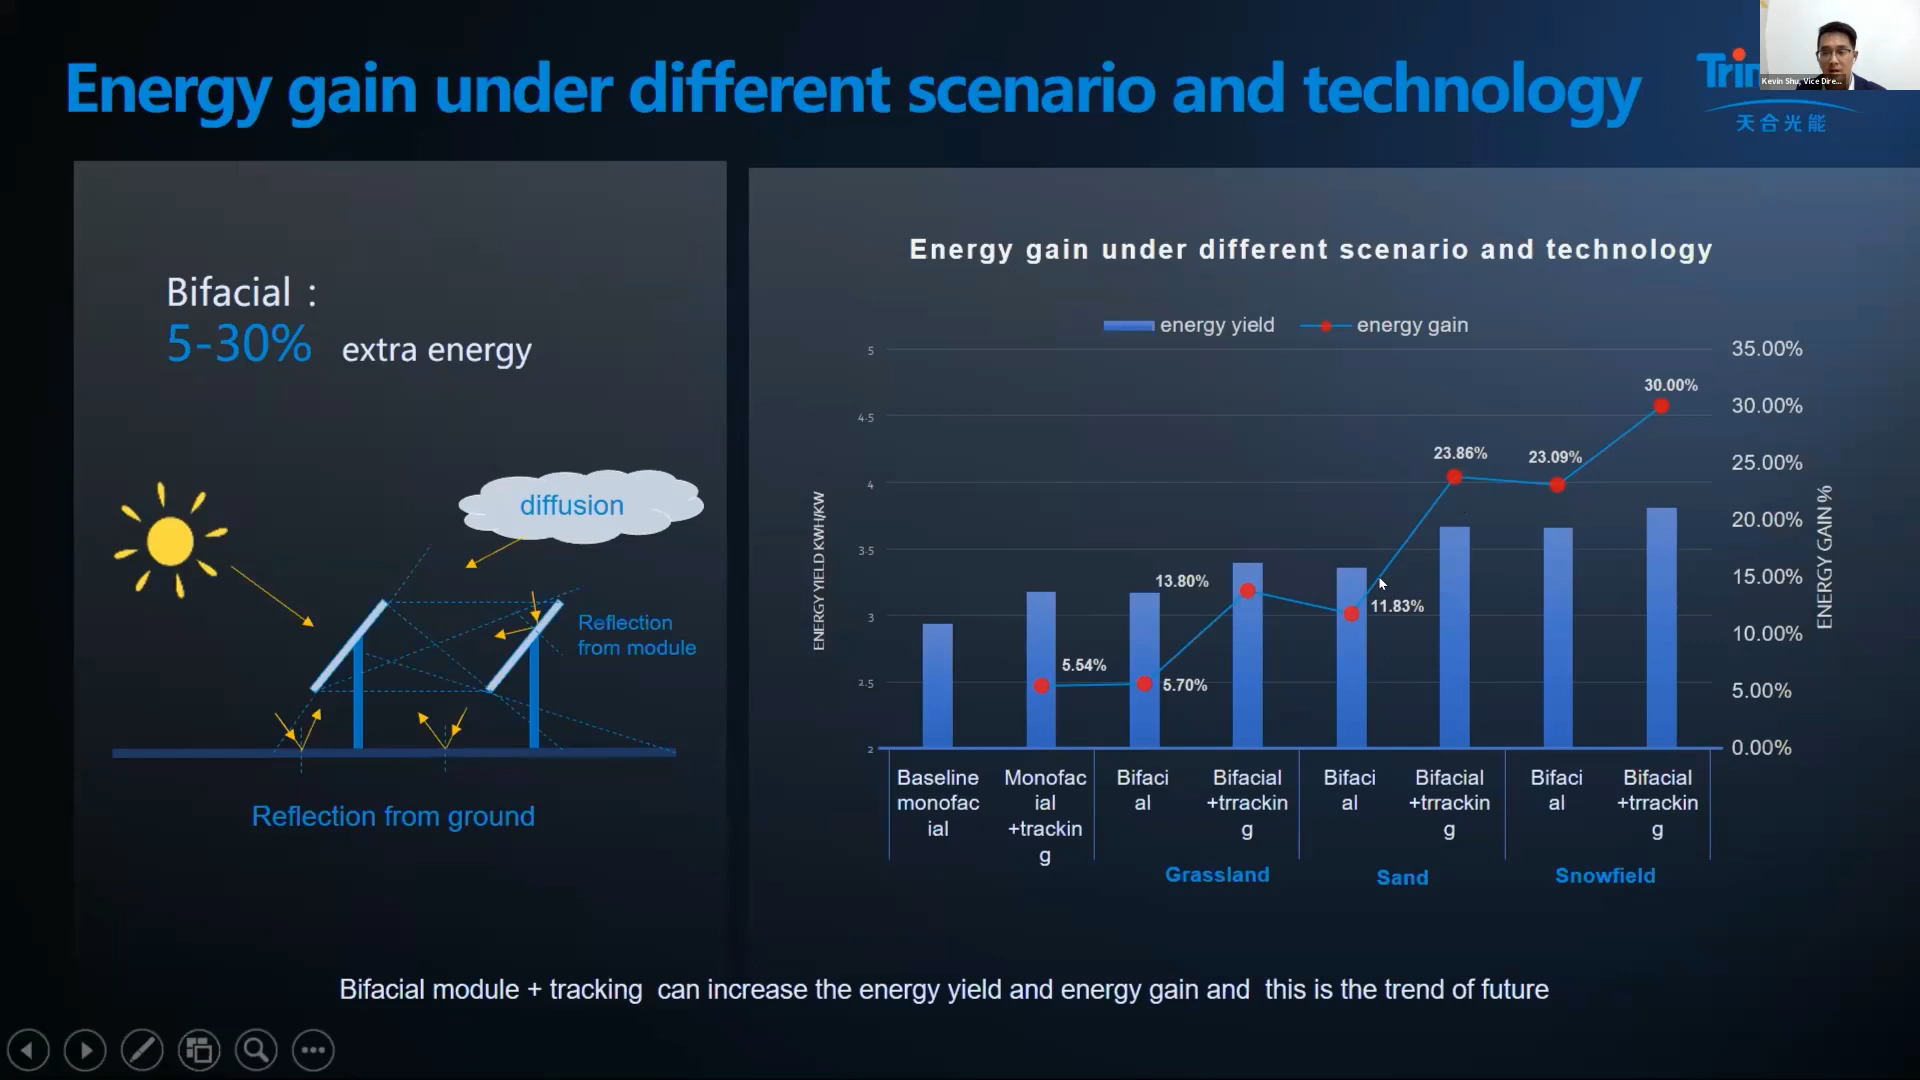 Energy gain under different scenario and technology
Trin
Kevin Shu, Vice Dire...
天合光能
Bifacial :
5-30% extra energy
diffusion
Reflection
from module
Reflection from ground
Energy gain under different scenario and technology
energy yield
energy gain
5
4.5
4
3.5
3
2.5
2
ENERGY YIELD KWH/KW
35.00%
30.00%
25.00%
20.00%
15.00%
10.00%
5.00%
0.00%
ENERGY GAIN %
5.54%
5.70%
13.80%
11.83%
23.86%
23.09%
30.00%
Baseline
monofac
ial
Monofac
ial
+trackin
g
Bifaci
al
Bifacial
+trrackin
g
Bifaci
al
Bifacial
+trrackin
g
Bifaci
al
Bifacial
+trrackin
g
Grassland
Sand
Snowfield
Bifacial module + tracking can increase the energy yield and energy gain and this is the trend of future